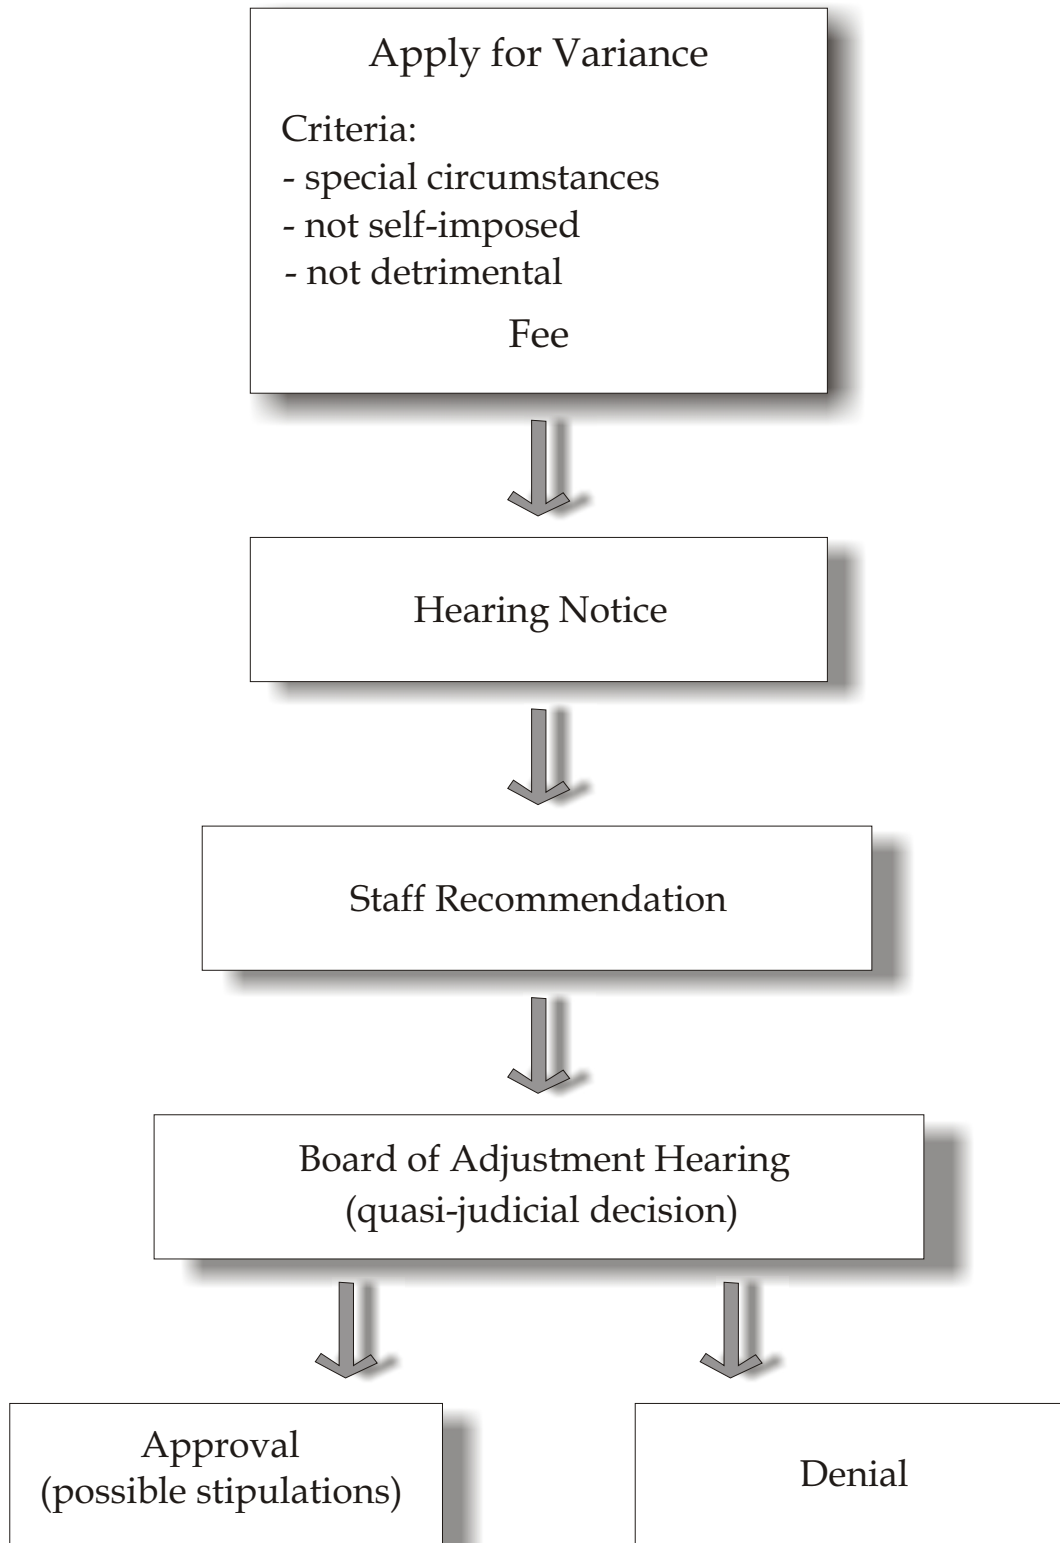 Apply for Variance
Criteria:
- special circumstances
- not self-imposed
- not detrimental
Fee
Hearing Notice
Staff Recommendation
Board of Adjustment Hearing
(quasi-judicial decision)
Approval
(possible stipulations)
Denial